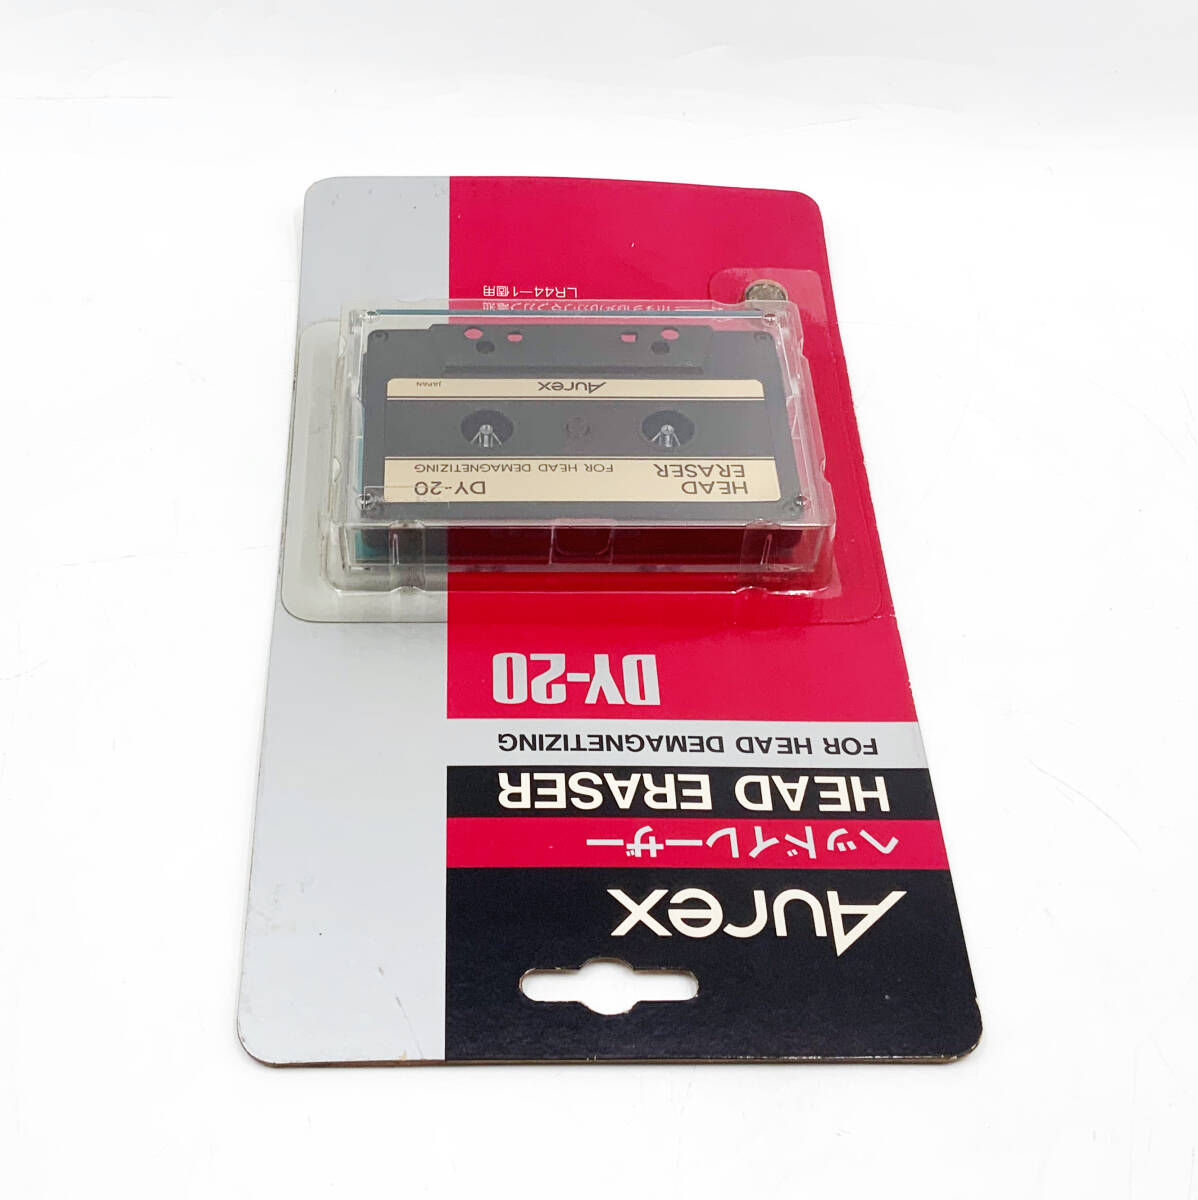 Aurex
ヘッドイレーザー
HEAD ERASER
FOR HEAD DEMAGNETIZING
DY-20
HEAD
ERASER
FOR HEAD DEMAGNETIZING
DY-20
Aurex
JAPAN
LR44—1個用